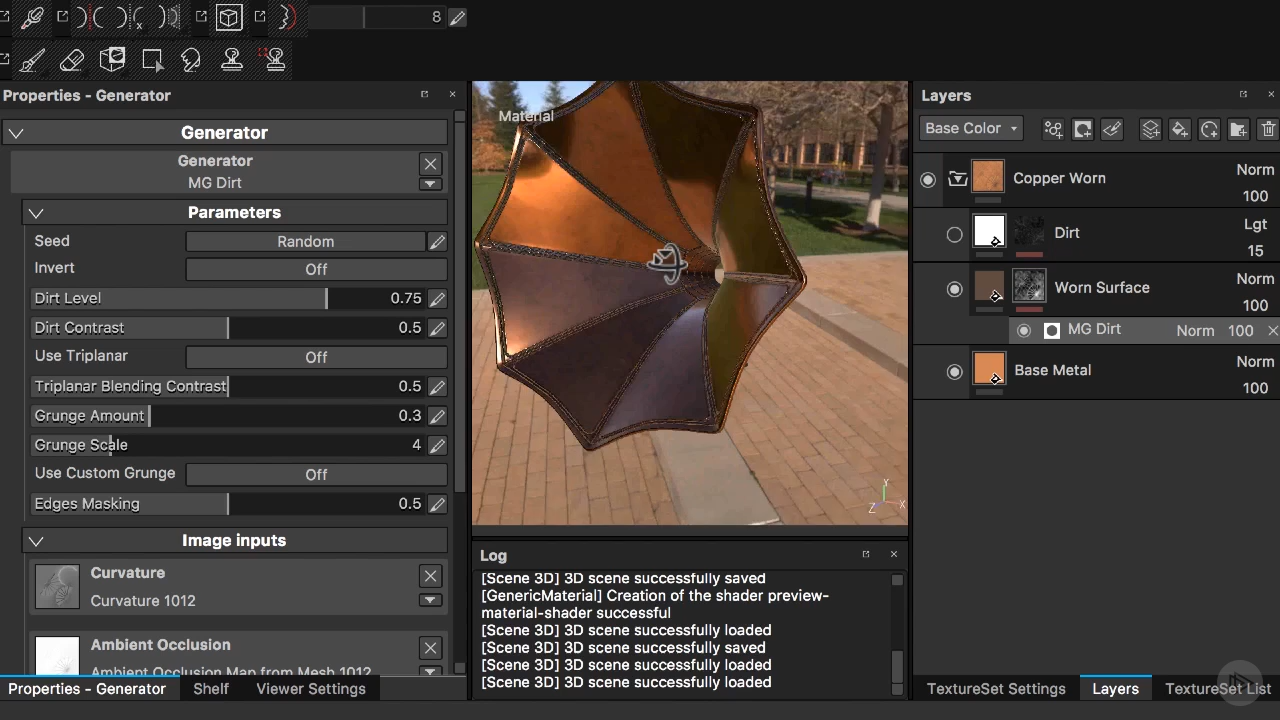 8
Properties - Generator
Generator
Generator
MG Dirt
Parameters
Seed Random
Invert Off
Dirt Level 0.75
Dirt Contrast 0.5
Use Triplanar Off
Triplanar Blending Contrast 0.5
Grunge Amount 0.3
Grunge Scale 4
Use Custom Grunge Off
Edges Masking 0.5
Image inputs
Curvature
Curvature 1012
Ambient Occlusion
Ambient Occlusion Map from Mesh 1012
Properties - Generator Shelf Viewer Settings
Material
Y
X
Z
Log
[Scene 3D] 3D scene successfully saved
[GenericMaterial] Creation of the shader preview-
material-shader successful
[Scene 3D] 3D scene successfully loaded
[Scene 3D] 3D scene successfully saved
[Scene 3D] 3D scene successfully loaded
[Scene 3D] 3D scene successfully loaded
Layers
Base Color
Copper Worn Norm
100
Dirt Lgt
15
Worn Surface Norm
100
MG Dirt Norm 100
Base Metal Norm
100
TextureSet Settings Layers TextureSet List